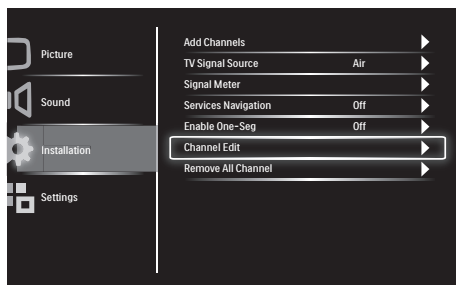 Picture
Sound
Installation
Settings
Add Channels
TV Signal Source Air
Signal Meter
Services Navigation Off
Enable One-Seg Off
Channel Edit
Remove All Channel